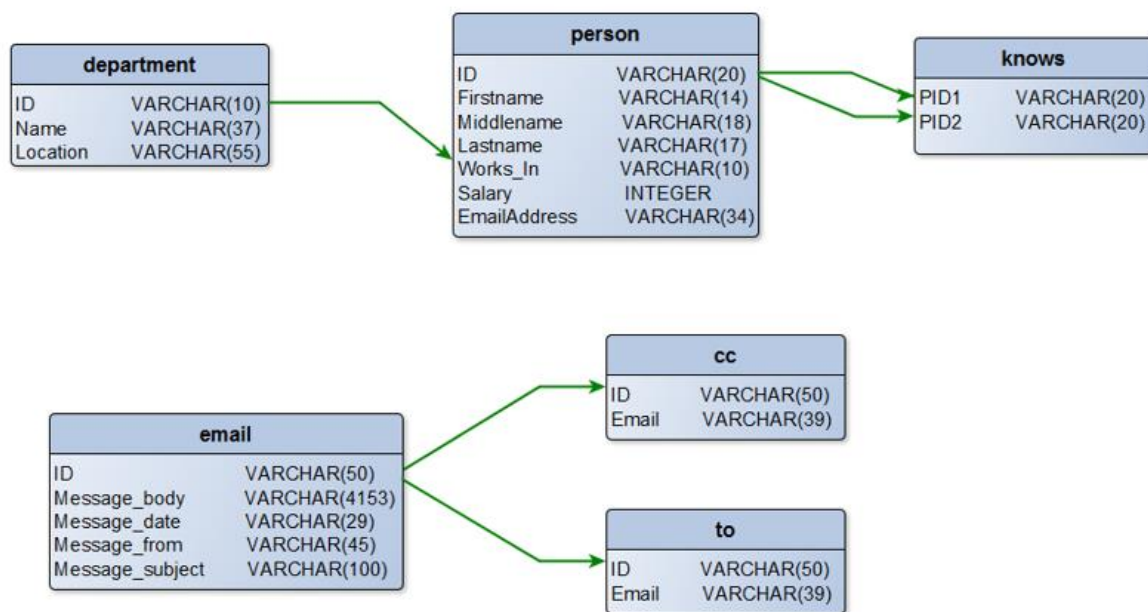 department
ID VARCHAR(10)
Name VARCHAR(37)
Location VARCHAR(55)
person
ID VARCHAR(20)
Firstname VARCHAR(14)
Middlename VARCHAR(18)
Lastname VARCHAR(17)
Works_In VARCHAR(10)
Salary INTEGER
EmailAddress VARCHAR(34)
knows
PID1 VARCHAR(20)
PID2 VARCHAR(20)
email
ID VARCHAR(50)
Message_body VARCHAR(4153)
Message_date VARCHAR(29)
Message_from VARCHAR(45)
Message_subject VARCHAR(100)
cc
ID VARCHAR(50)
Email VARCHAR(39)
to
ID VARCHAR(50)
Email VARCHAR(39)